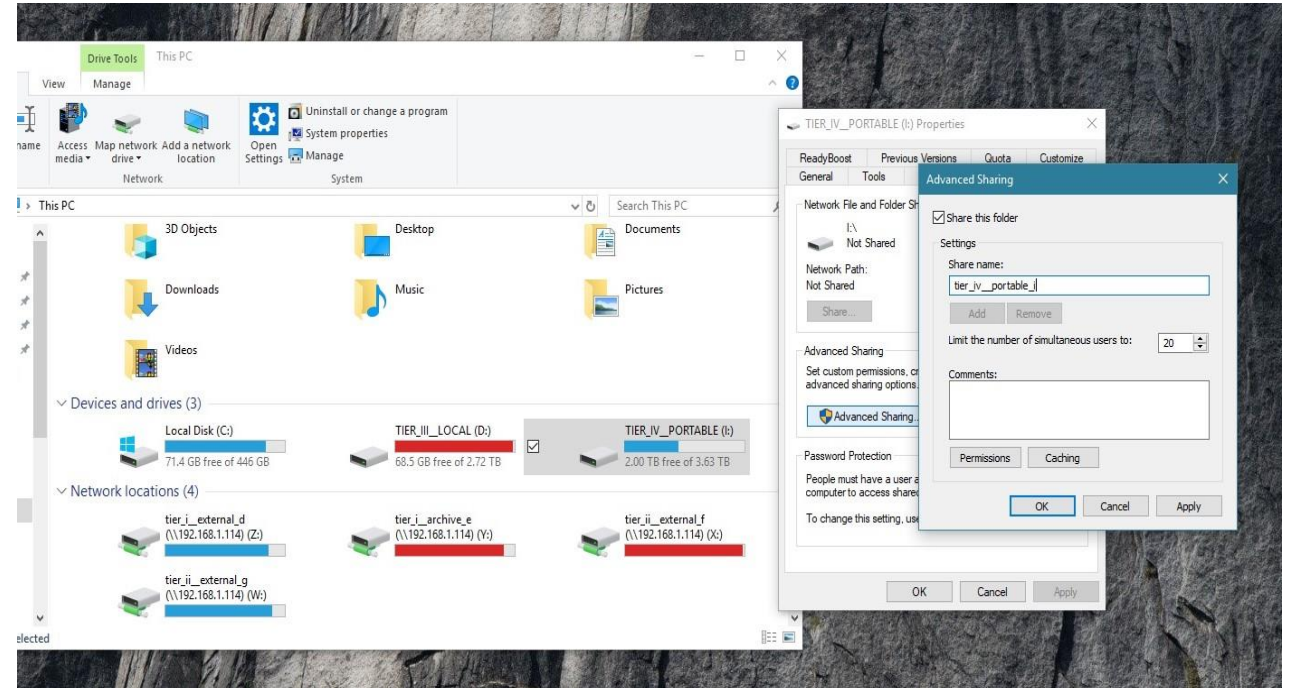 Drive Tools
This PC
View
Manage
name
Access media
Map network drive
Add a network location
Open Settings
Uninstall or change a program
System properties
Manage
Network
System
› This PC
Search This PC
3D Objects
Desktop
Documents
Downloads
Music
Pictures
Videos
Devices and drives (3)
Local Disk (C:)
71.4 GB free of 446 GB
TIER_III__LOCAL (D:)
68.5 GB free of 2.72 TB
TIER_IV__PORTABLE (I:)
2.00 TB free of 3.63 TB
Network locations (4)
tier_i__external_d
(\\192.168.1.114) (Z:)
tier_i__archive_e
(\\192.168.1.114) (Y:)
tier_ii__external_f
(\\192.168.1.114) (X:)
tier_ii__external_g
(\\192.168.1.114) (W:)
elected
TIER_IV__PORTABLE (I:) Properties
ReadyBoost
Previous Versions
Quota
Customize
General
Tools
Network File and Folder Sh
I:\
Not Shared
Network Path:
Not Shared
Share...
Advanced Sharing
Set custom permissions, cr
advanced sharing options.
Advanced Sharing..
Password Protection
People must have a user a
computer to access share
To change this setting, use
OK
Cancel
Apply
Advanced Sharing
Share this folder
Settings
Share name:
tier_iv__portable_i
Add
Remove
Limit the number of simultaneous users to:
20
Comments:
Permissions
Caching
OK
Cancel
Apply